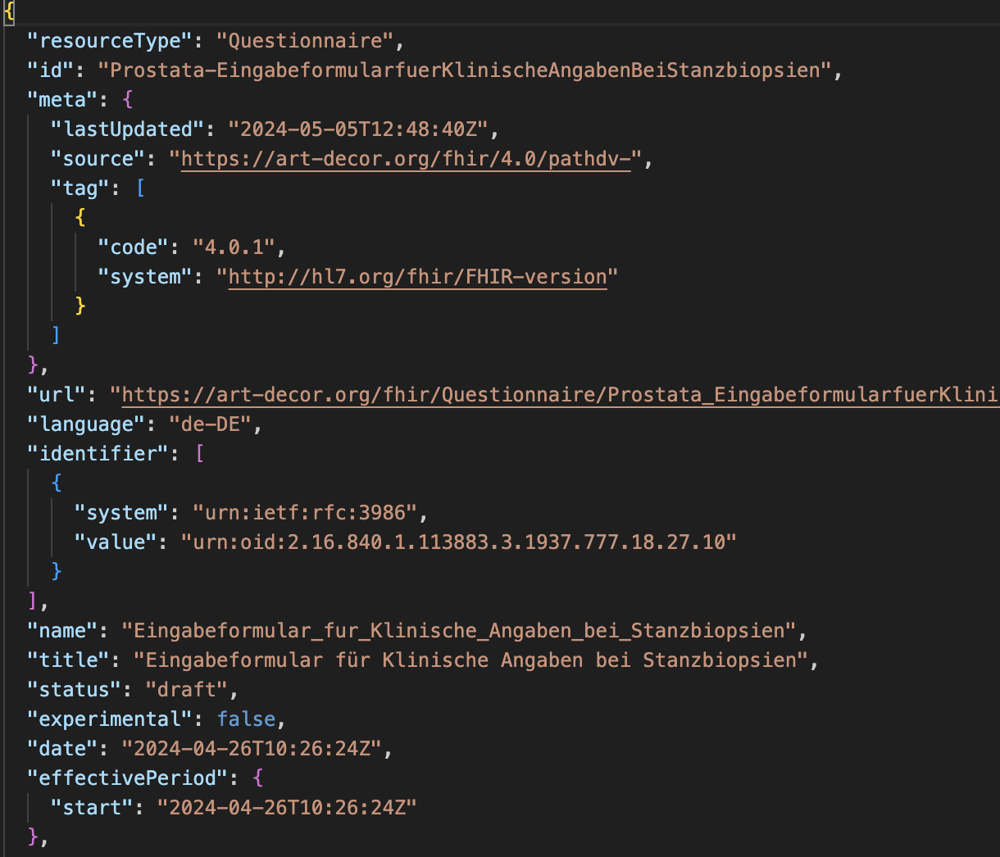 {
"resourceType": "Questionnaire",
"id": "Prostata-EingabeformularfuerKlinischeAngabenBeiStanzbiopsien",
"meta": {
"lastUpdated": "2024-05-05T12:48:40Z",
"source": "https://art-decor.org/fhir/4.0/pathdv-",
"tag": [
{
"code": "4.0.1",
"system": "http://hl7.org/fhir/FHIR-version"
}
]
},
"url": "https://art-decor.org/fhir/Questionnaire/Prostata_EingabeformularfuerKlini
"language": "de-DE",
"identifier": [
{
"system": "urn:ietf:rfc:3986",
"value": "urn:oid:2.16.840.1.113883.3.1937.777.18.27.10"
}
],
"name": "Eingabeformular_fur_Klinische_Angaben_bei_Stanzbiopsien",
"title": "Eingabeformular für Klinische Angaben bei Stanzbiopsien",
"status": "draft",
"experimental": false,
"date": "2024-04-26T10:26:24Z",
"effectivePeriod": {
"start": "2024-04-26T10:26:24Z"
},